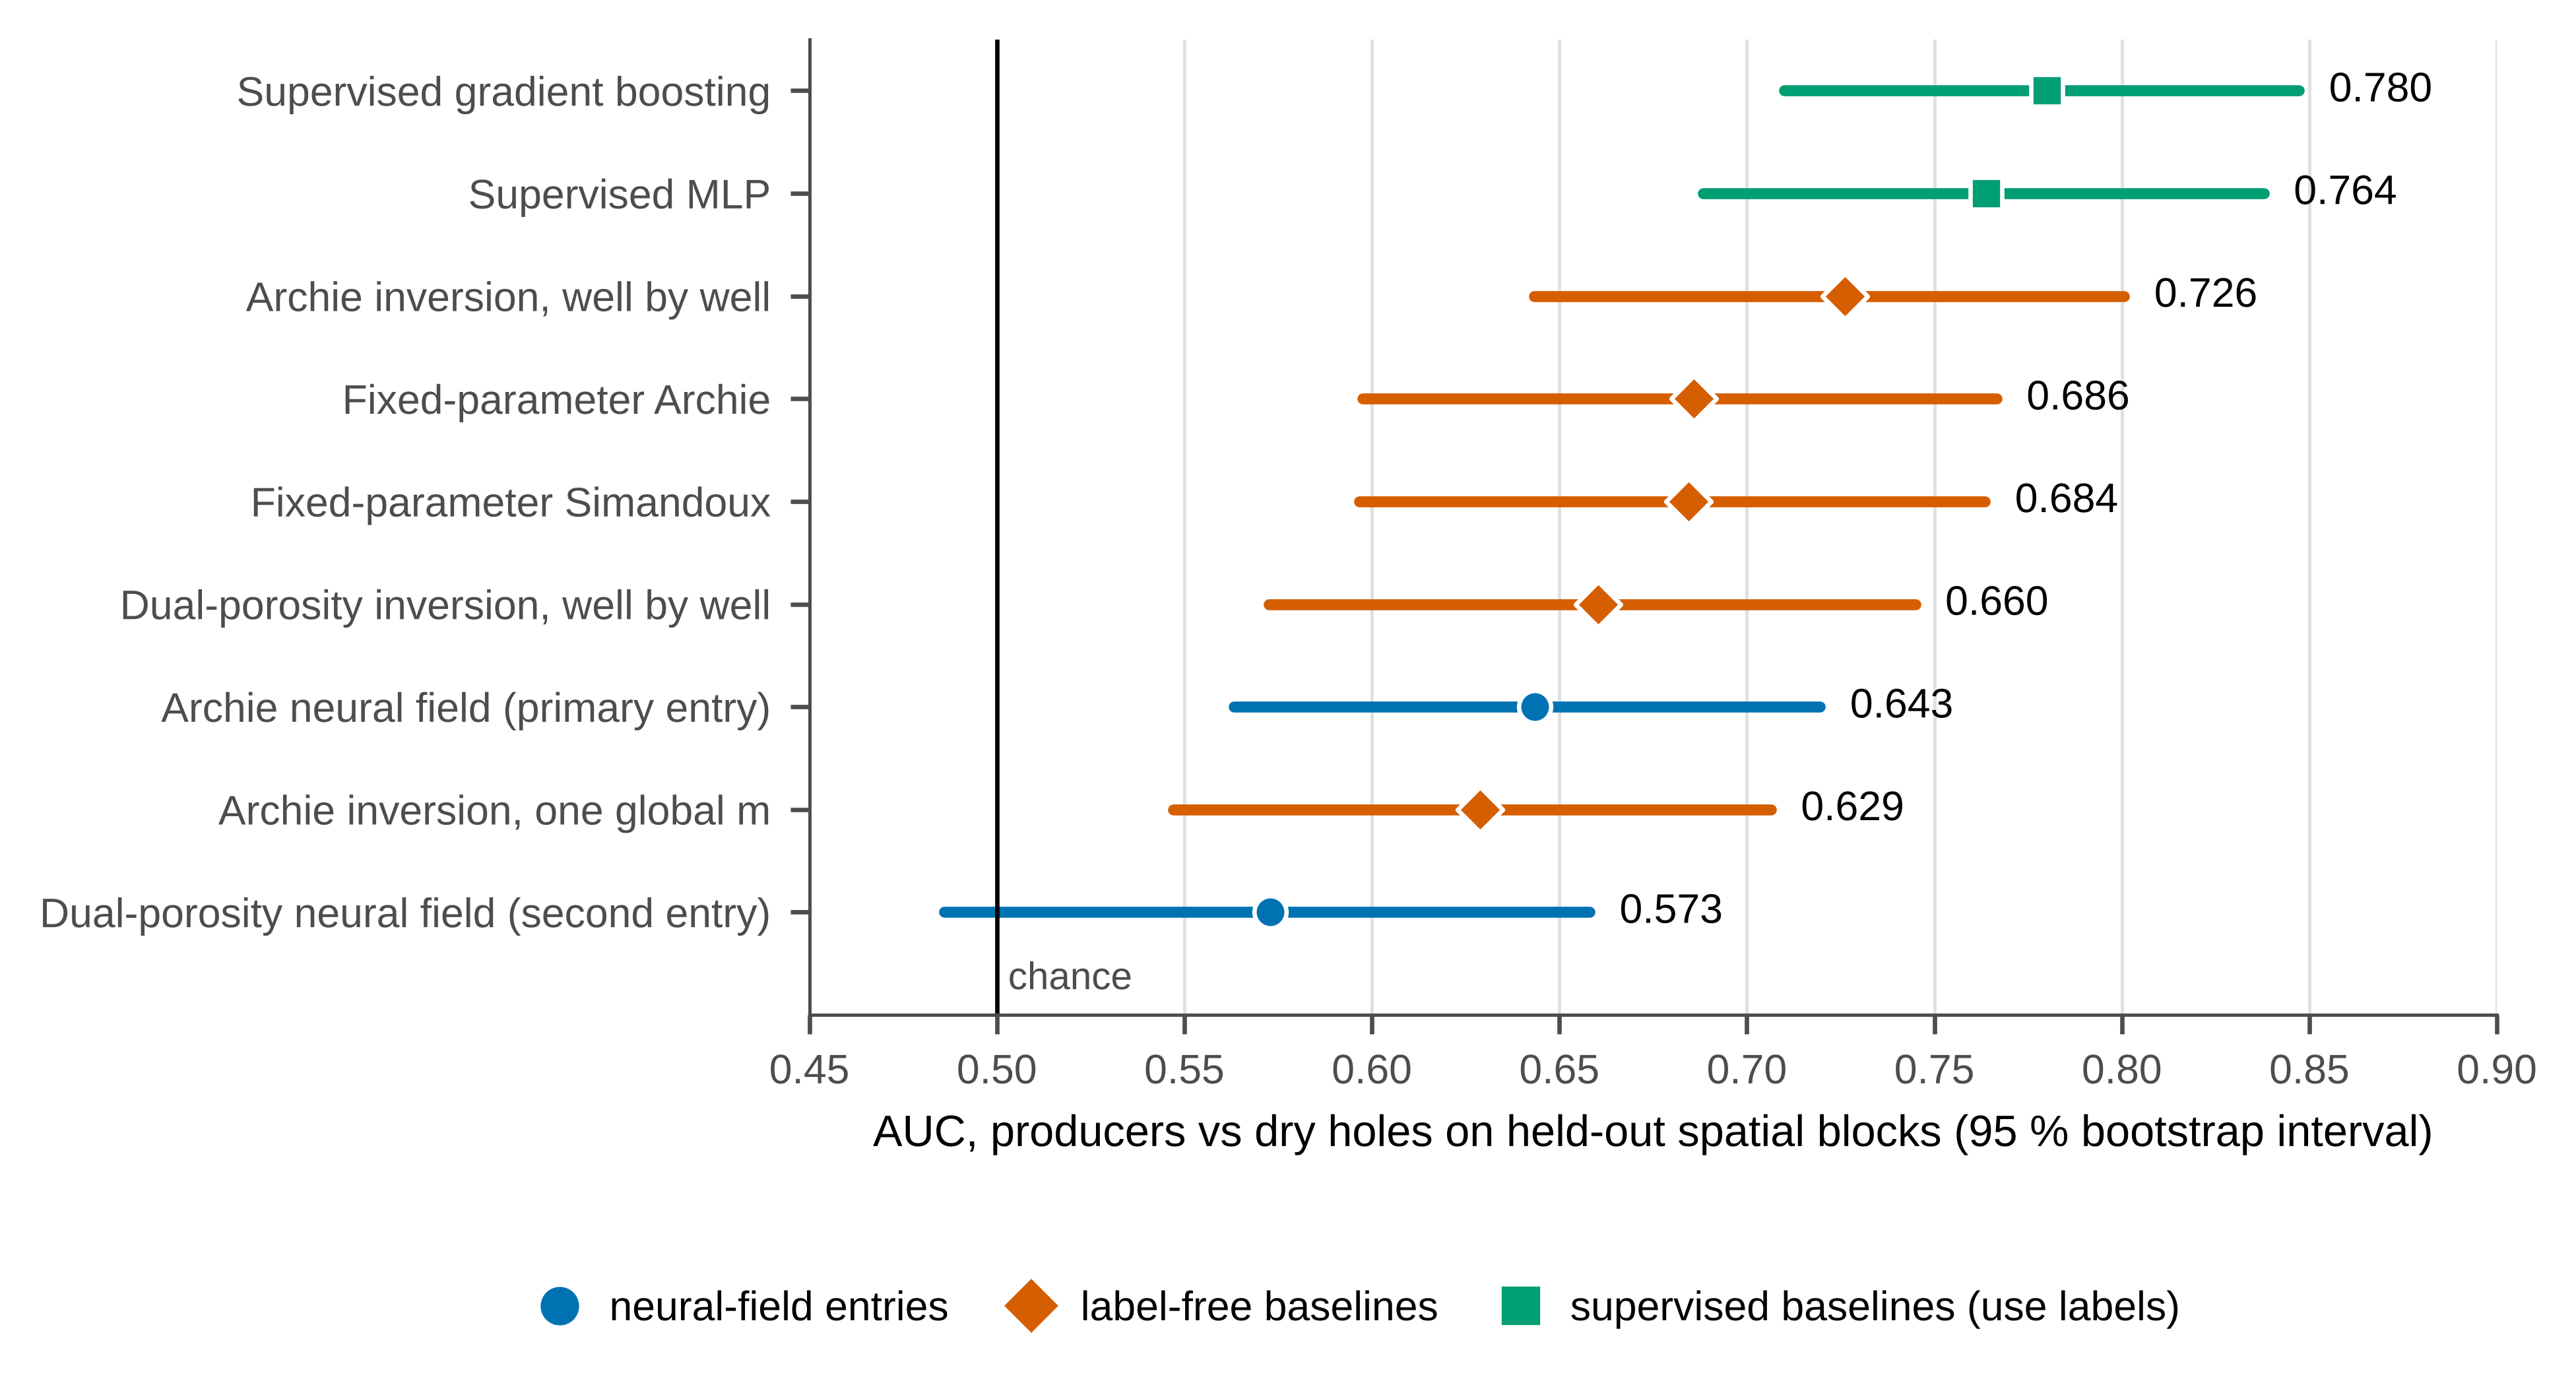 Supervised gradient boosting 0.780
Supervised MLP 0.764
Archie inversion, well by well 0.726
Fixed-parameter Archie 0.686
Fixed-parameter Simandoux 0.684
Dual-porosity inversion, well by well 0.660
Archie neural field (primary entry) 0.643
Archie inversion, one global m 0.629
Dual-porosity neural field (second entry) 0.573
chance
0.45 0.50 0.55 0.60 0.65 0.70 0.75 0.80 0.85 0.90
AUC, producers vs dry holes on held-out spatial blocks (95 % bootstrap interval)
neural-field entries label-free baselines supervised baselines (use labels)